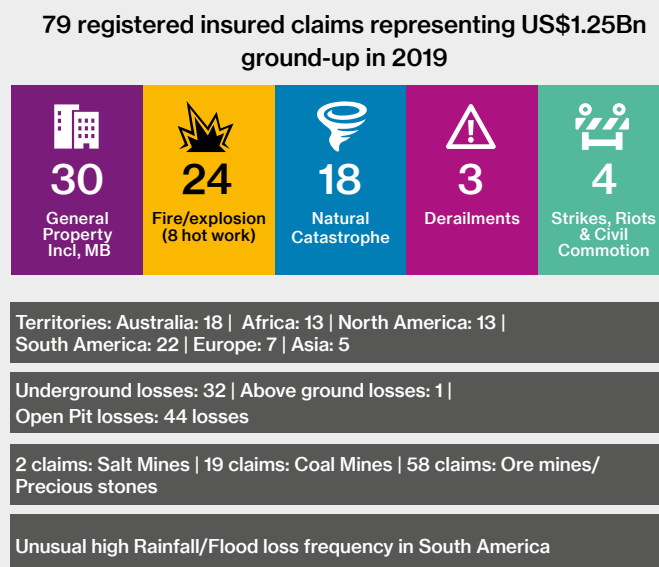 79 registered insured claims representing US$1.25Bn
ground-up in 2019
30
General
Property
Incl, MB
24
Fire/explosion
(8 hot work)
18
Natural
Catastrophe
3
Derailments
4
Strikes, Riots
& Civil
Commotion
Territories: Australia: 18 | Africa: 13 | North America: 13 |
South America: 22 | Europe: 7 | Asia: 5
Underground losses: 32 | Above ground losses: 1 |
Open Pit losses: 44 losses
2 claims: Salt Mines | 19 claims: Coal Mines | 58 claims: Ore mines/
Precious stones
Unusual high Rainfall/Flood loss frequency in South America